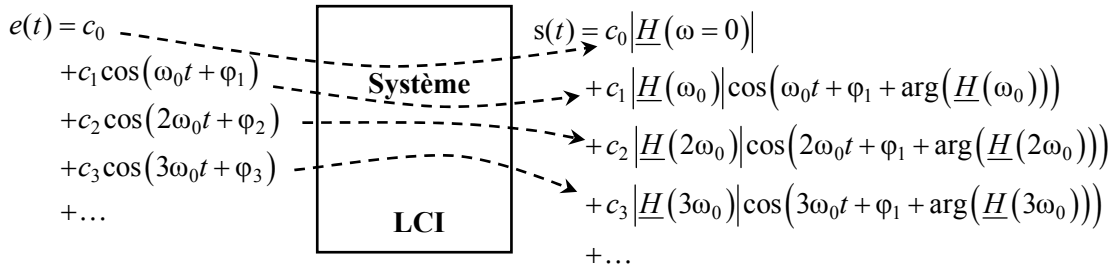 e(t) = c₀
+c₁cos(ω₀t + φ₁)
+c₂cos(2ω₀t + φ₂)
+c₃cos(3ω₀t + φ₃)
+…
Système
LCI
s(t) = c₀|H(ω = 0)|
+c₁|H(ω₀)|cos(ω₀t + φ₁ + arg(H(ω₀)))
+c₂|H(2ω₀)|cos(2ω₀t + φ₁ + arg(H(2ω₀)))
+c₃|H(3ω₀)|cos(3ω₀t + φ₁ + arg(H(3ω₀)))
+…